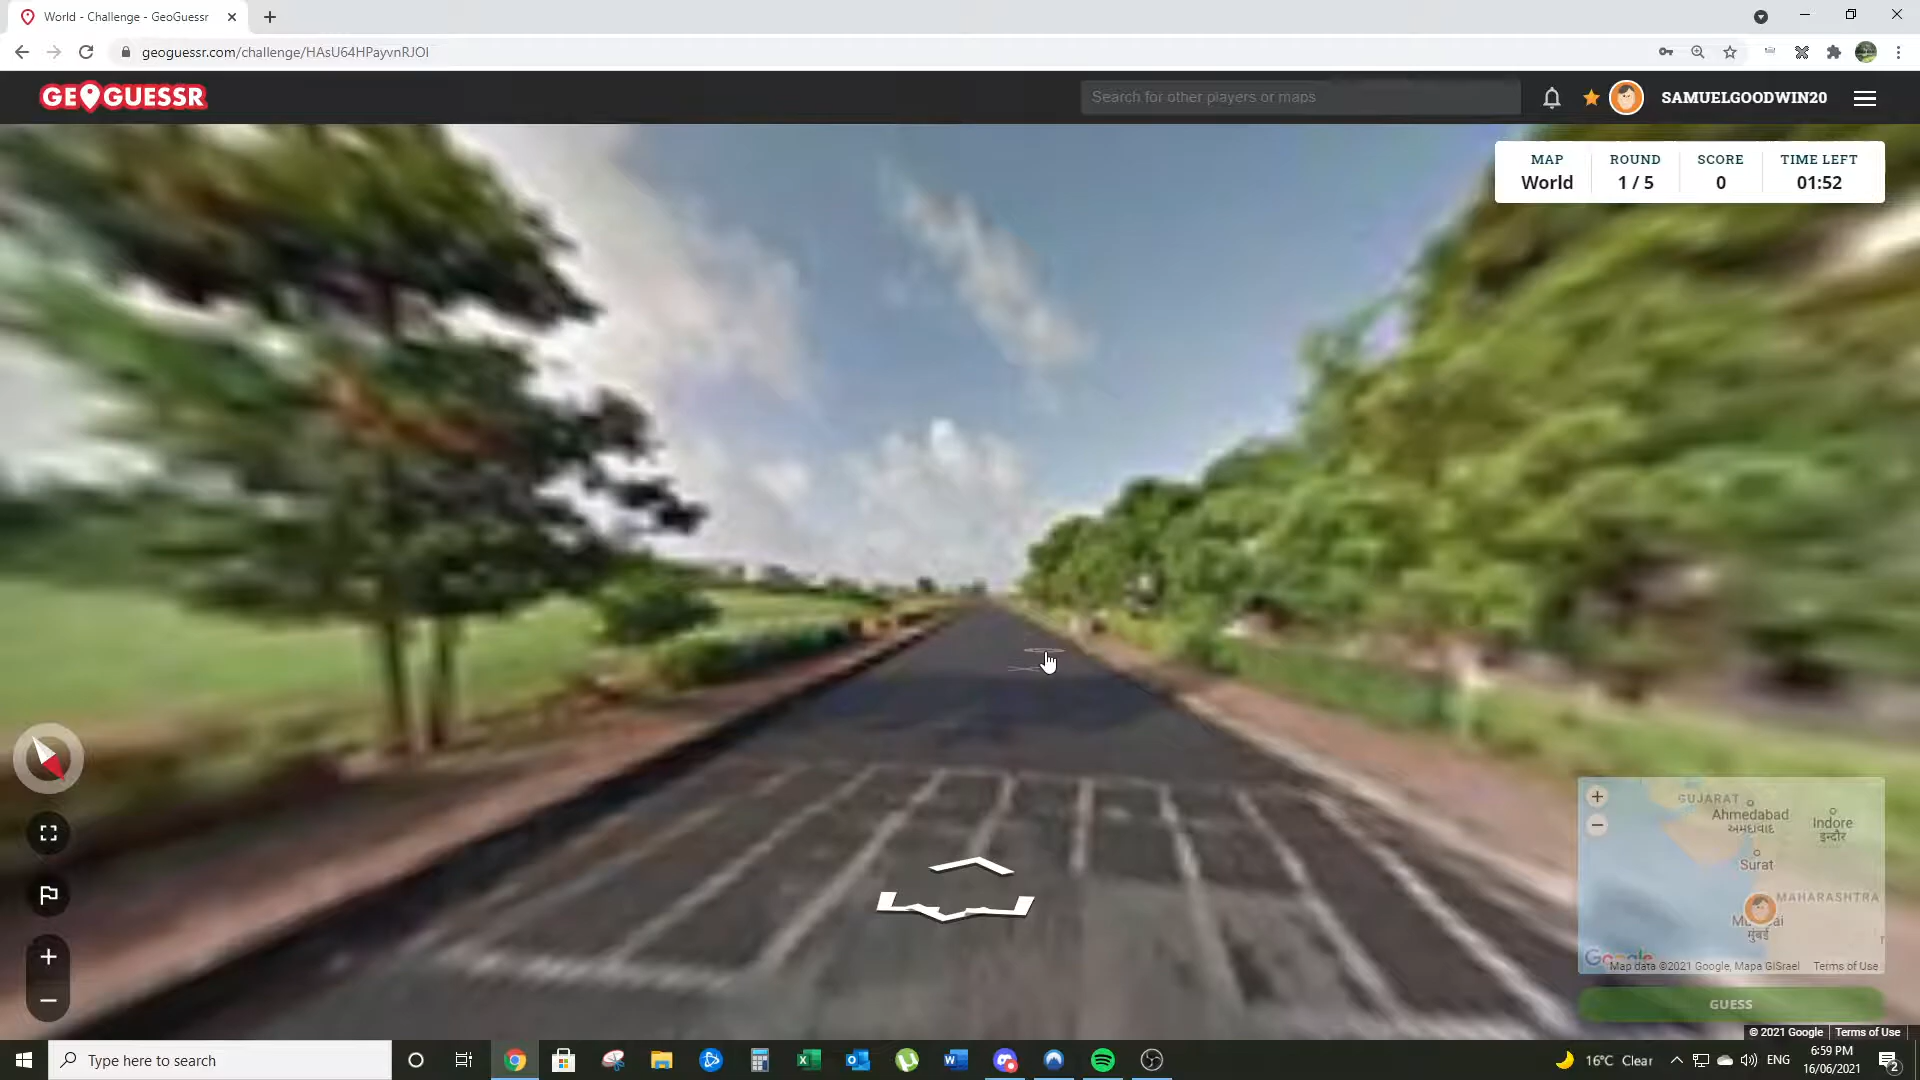 World - Challenge - GeoGuessr
geoguessr.com/challenge/HAsU64HPayvnRJOI
GEOGUESSR
Search for other players or maps
SAMUELGOODWIN20
MAP ROUND SCORE TIME LEFT
World 1 / 5 0 01:52
GUJARAT
Ahmedabad
અમદાવાદ
Indore
इन्दौर
Surat
MAHARASHTRA
मुंबई
Google
Map data ©2021 Google, Mapa GISrael Terms of Use
GUESS
© 2021 Google Terms of Use
Type here to search
16°C Clear
ENG
6:59 PM
16/06/2021
2